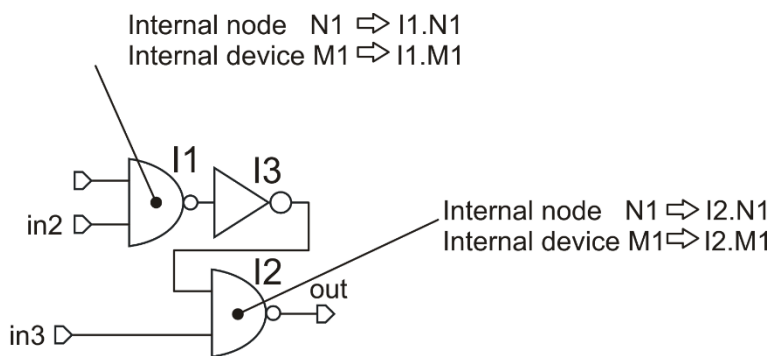 Internal node N1 ⇨ I1.N1
Internal device M1 ⇨ I1.M1
I1
I3
in2
Internal node N1 ⇨ I2.N1
Internal device M1 ⇨ I2.M1
I2
out
in3